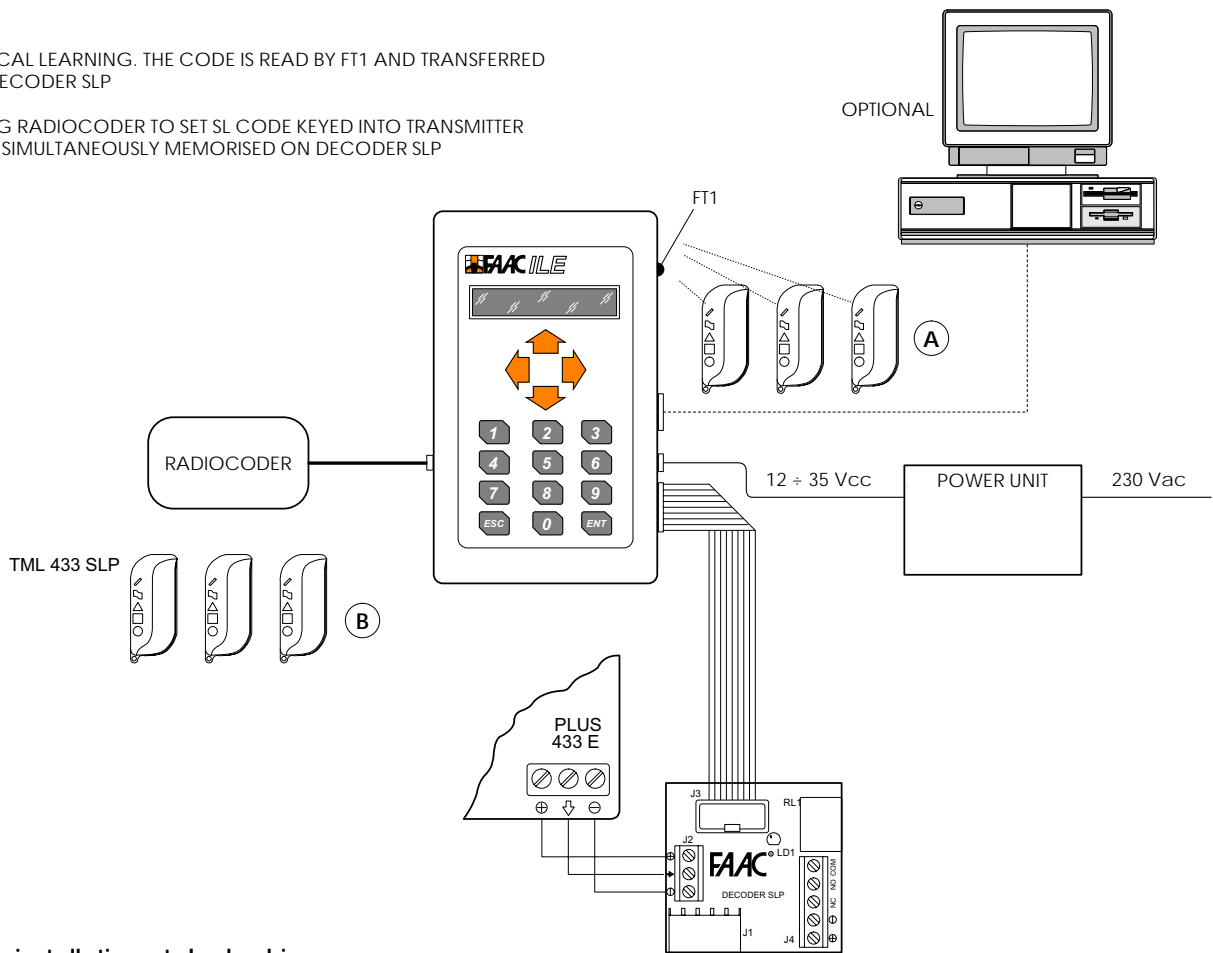 CAL LEARNING. THE CODE IS READ BY FT1 AND TRANSFERRED
DECODER SLP
G RADIOCODER TO SET SL CODE KEYED INTO TRANSMITTER
SIMULTANEOUSLY MEMORISED ON DECODER SLP
OPTIONAL
FT1
FAAC ILE
A
1 2 3
4 5 6
7 8 9
ESC 0 ENT
RADIOCODER
12 ÷ 35 Vcc
POWER UNIT
230 Vac
TML 433 SLP
B
PLUS
433 E
J3
RL1
J2
FAAC
LD1
DECODER SLP
COM
NO
NC
J1
J4